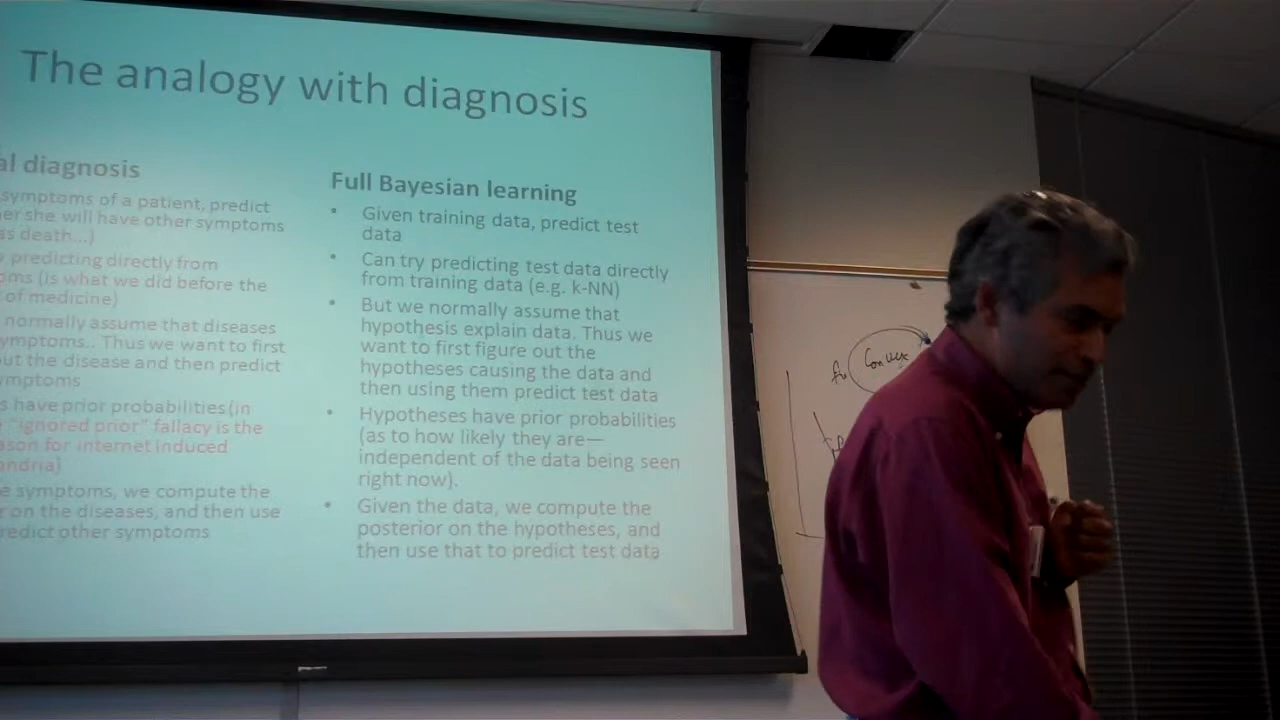 The analogy with diagnosis
al diagnosis
symptoms of a patient, predict
er she will have other symptoms
as death...)
predicting directly from
oms (is what we did before the
of medicine)
normally assume that diseases
ymptoms.. Thus we want to first
out the disease and then predict
ymptoms
s have prior probabilities (in
"ignored prior" fallacy is the
ason for internet induced
ondria)
e symptoms, we compute the
r on the diseases, and then use
redict other symptoms
Full Bayesian learning
• Given training data, predict test
data
• Can try predicting test data directly
from training data (e.g. k-NN)
• But we normally assume that
hypothesis explain data. Thus we
want to first figure out the
hypotheses causing the data and
then using them predict test data
• Hypotheses have prior probabilities
(as to how likely they are—
independent of the data being seen
right now).
• Given the data, we compute the
posterior on the hypotheses, and
then use that to predict test data
Convex